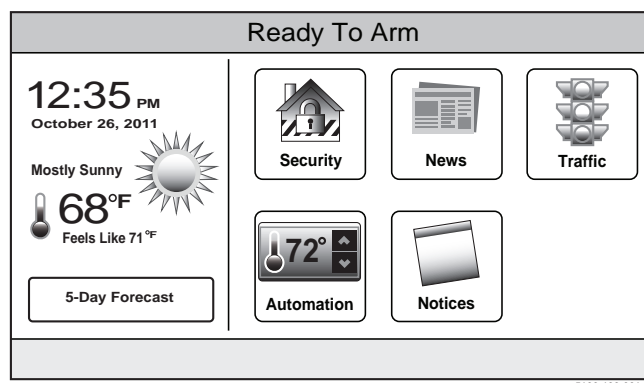 Ready To Arm
12:35 PM
October 26, 2011
Mostly Sunny
68°F
Feels Like 71°F
5-Day Forecast
Security
News
Traffic
72°
Automation
Notices